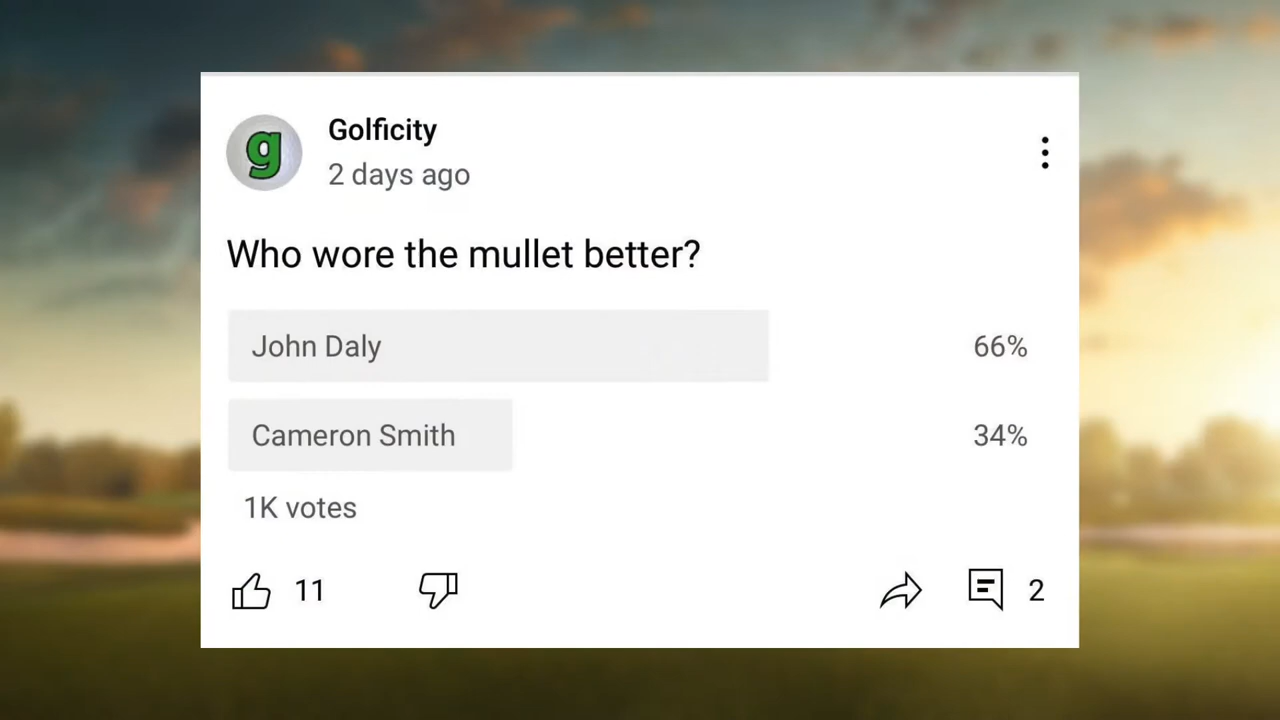 g
Golficity
2 days ago
Who wore the mullet better?
John Daly 66%
Cameron Smith 34%
1K votes
11 2